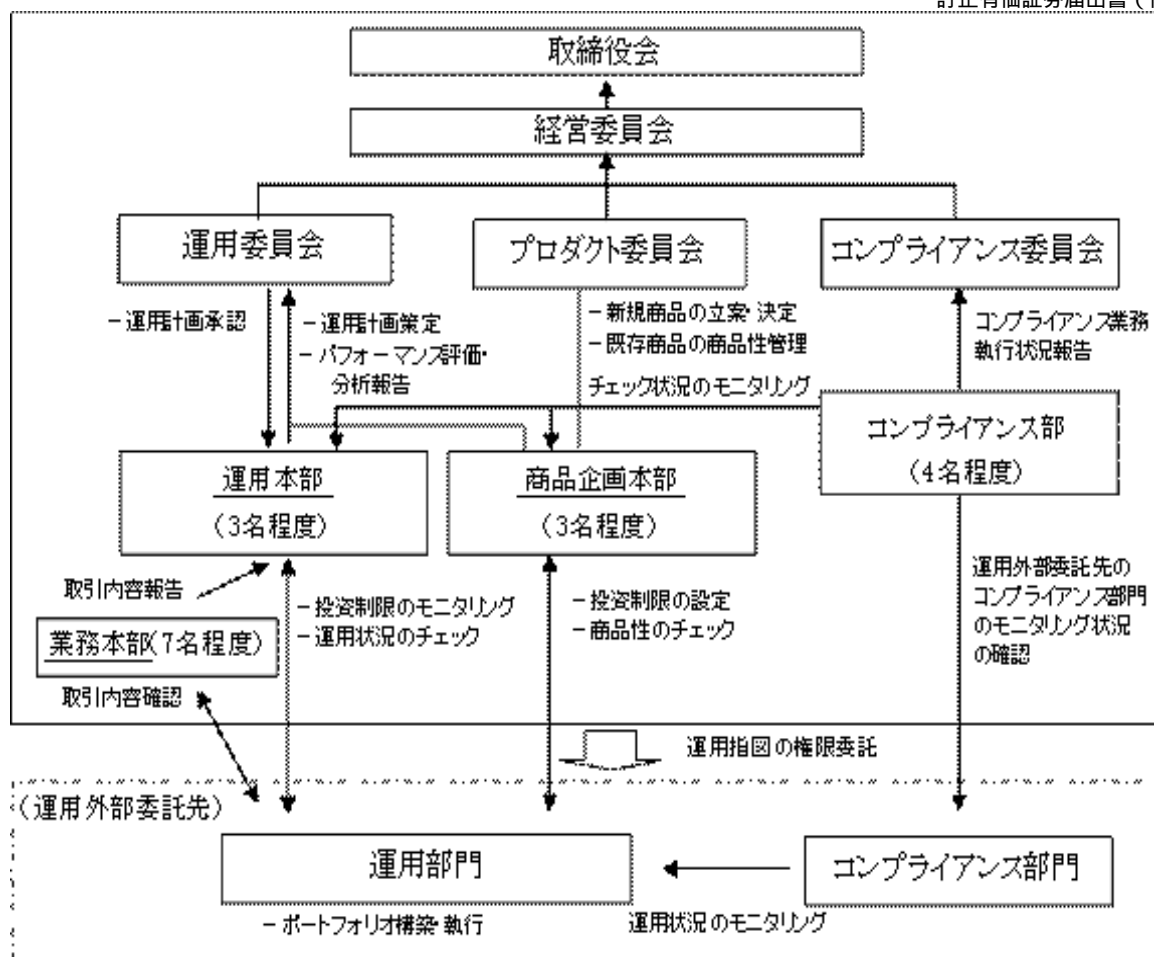 訂正有価証券届出書(
取締役会
経営委員会
運用委員会
プロダクト委員会
コンプライアンス委員会
-運用計画承認
-運用計画策定
-パフォーマンス評価・
分析報告
-新規商品の立案・決定
-既存商品の商品性管理
コンプライアンス業務
執行状況報告
チェック状況のモニタリング
コンプライアンス部
(4名程度)
運用本部
(3名程度)
商品企画本部
(3名程度)
取引内容報告
業務本部(7名程度)
取引内容確認
-投資制限のモニタリング
-運用状況のチェック
-投資制限の設定
-商品性のチェック
運用外部委託先の
コンプライアンス部門
のモニタリング状況
の確認
運用指図の権限委託
(運用外部委託先)
運用部門
コンプライアンス部門
-ポートフォリオ構築・執行
運用状況のモニタリング